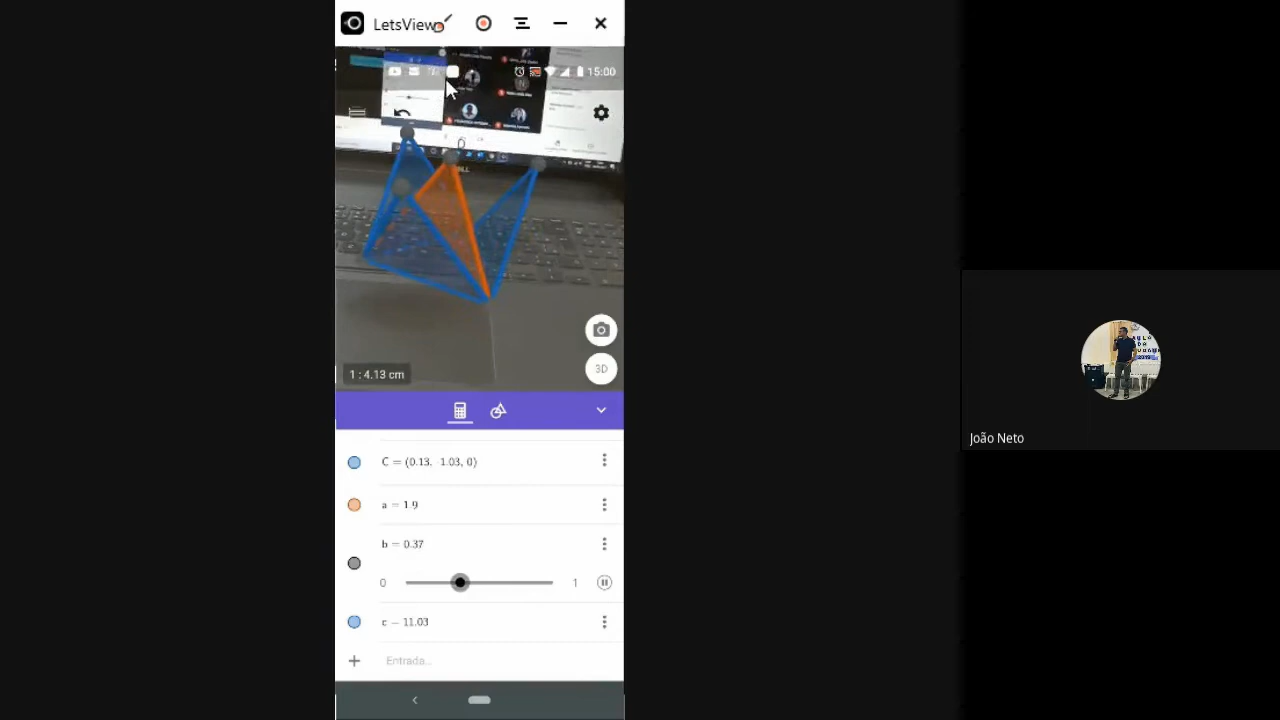 LetsView
15:00
D
1 : 4.13 cm
3D
C = (0.13, -1.03, 0)
a = 1.9
b = 0.37
0
1
c = 11.03
Entrada...
João Neto